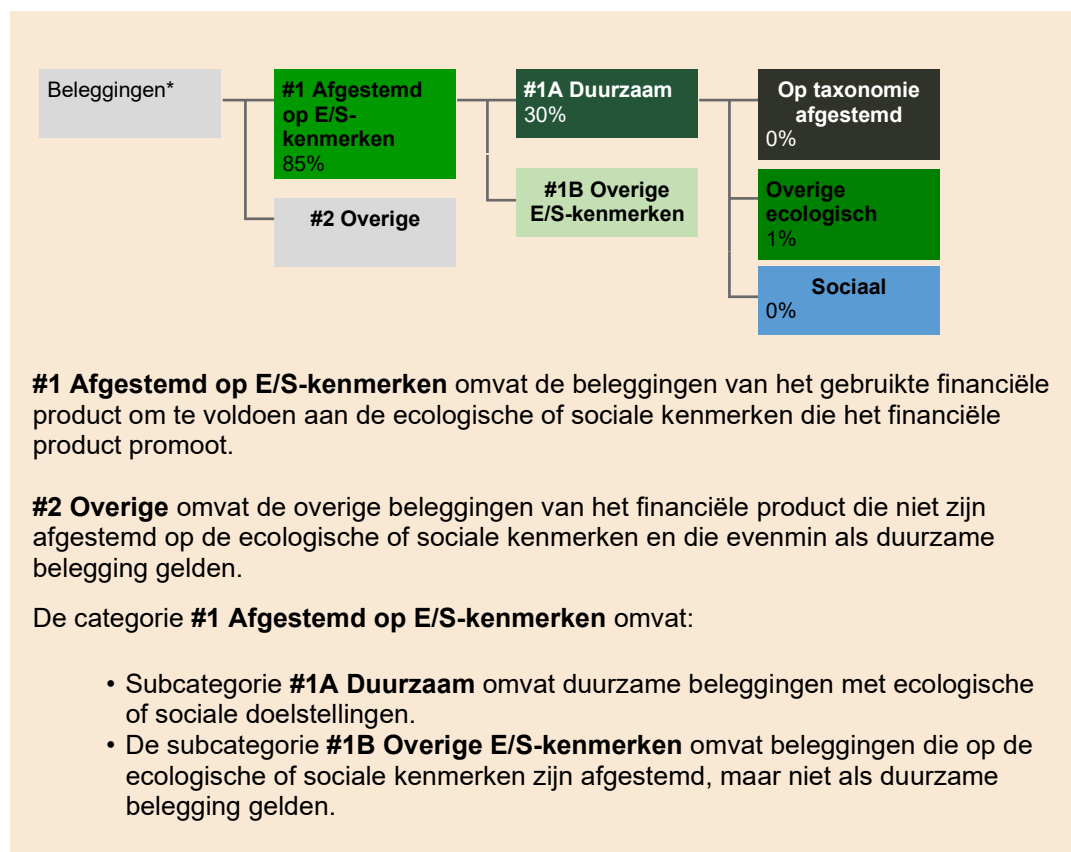 Beleggingen*
#1 Afgestemd
op E/S-
kenmerken
85%
#2 Overige
#1A Duurzaam
30%
#1B Overige
E/S-kenmerken
Op taxonomie
afgestemd
0%
Overige
ecologisch
1%
Sociaal
0%
#1 Afgestemd op E/S-kenmerken omvat de beleggingen van het gebruikte financiële
product om te voldoen aan de ecologische of sociale kenmerken die het financiële
product promoot.
#2 Overige omvat de overige beleggingen van het financiële product die niet zijn
afgestemd op de ecologische of sociale kenmerken en die evenmin als duurzame
belegging gelden.
De categorie #1 Afgestemd op E/S-kenmerken omvat:
• Subcategorie #1A Duurzaam omvat duurzame beleggingen met ecologische
of sociale doelstellingen.
• De subcategorie #1B Overige E/S-kenmerken omvat beleggingen die op de
ecologische of sociale kenmerken zijn afgestemd, maar niet als duurzame
belegging gelden.